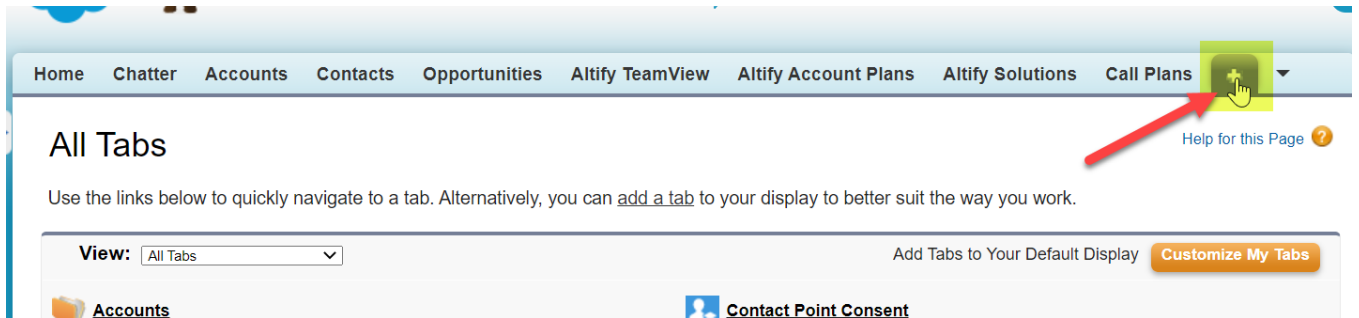 Home Chatter Accounts Contacts Opportunities Altify TeamView Altify Account Plans Altify Solutions Call Plans
All Tabs
Help for this Page ?
Use the links below to quickly navigate to a tab. Alternatively, you can add a tab to your display to better suit the way you work.
View: All Tabs Add Tabs to Your Default Display Customize My Tabs
Accounts Contact Point Consent